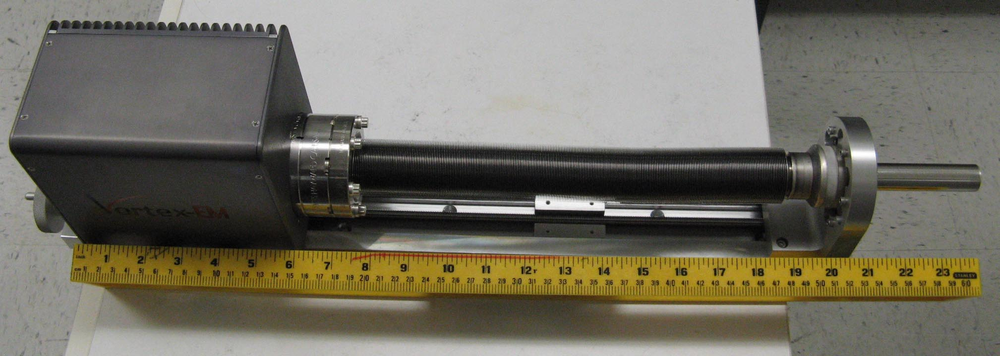 Vortex-EM
HAYWARD CA USA
inch 1 2 3 4 5 6 7 8 9 10 11 12 13 14 15 16 17 18 19 20 21 22 23 STANLEY
cm 1 2 3 4 5 6 7 8 9 10 11 12 13 14 15 16 17 18 19 20 21 22 23 24 25 26 27 28 29 30 31 32 33 34 35 36 37 38 39 40 41 42 43 44 45 46 47 48 49 50 51 52 53 54 55 56 57 58 59 60